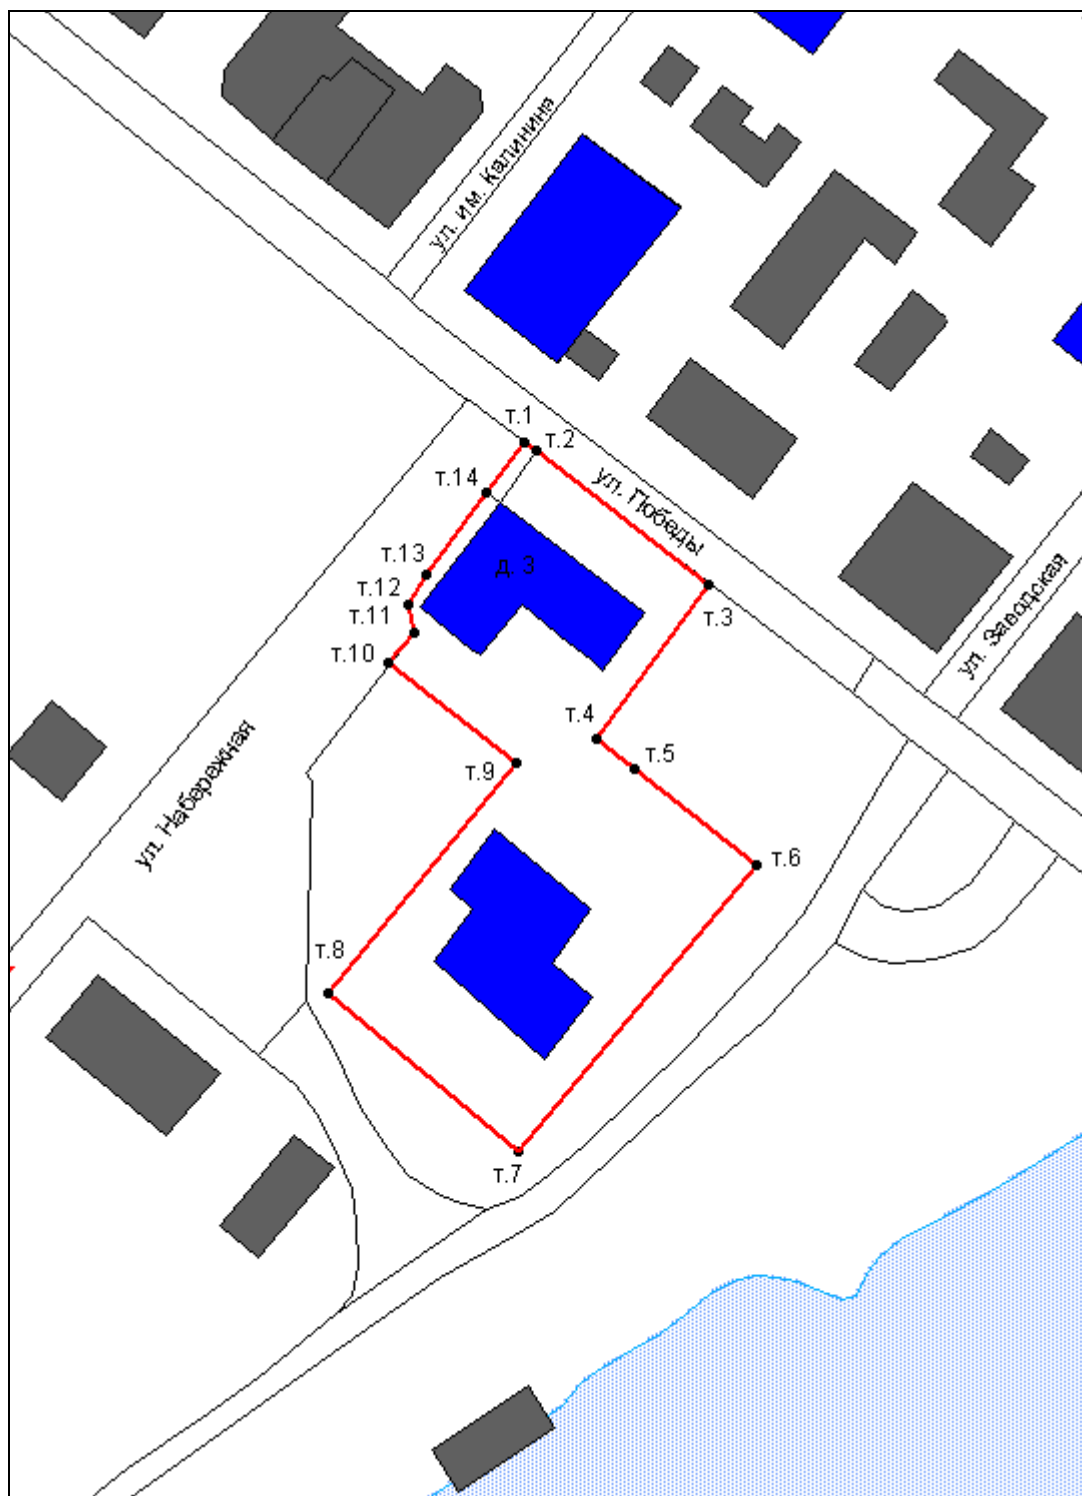 ул. им. Калинина
т.1
т.2
т.14
ул. Победы
т.13
д. 3
т.12
т.3
т.11
ул. Заводская
т.10
т.4
т.5
т.9
ул. Набережная
т.6
т.8
т.7